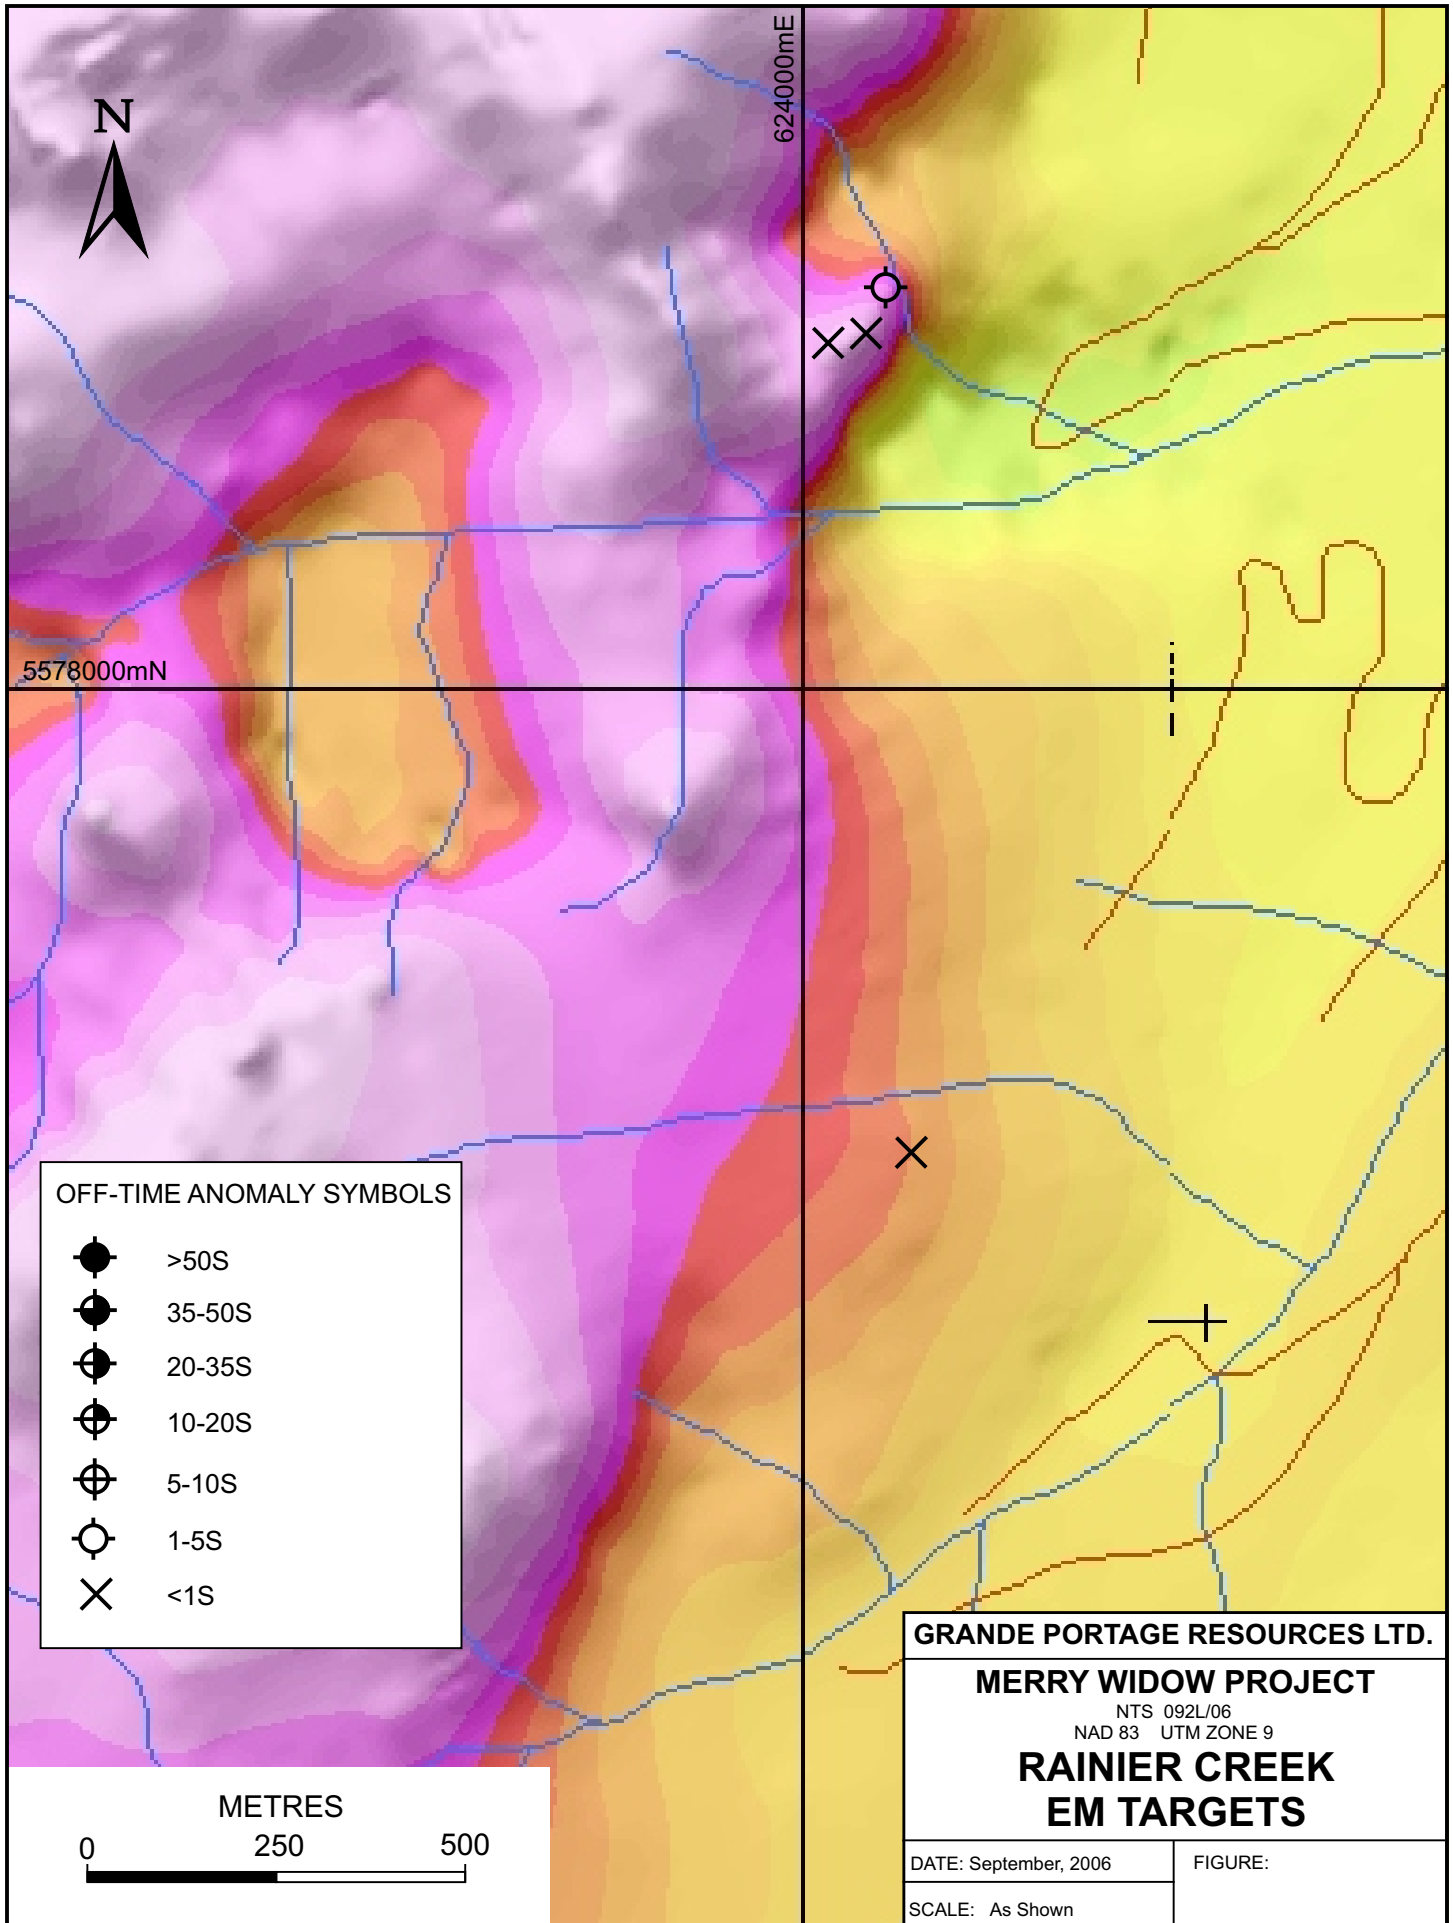 N
624000mE
5578000mN
OFF-TIME ANOMALY SYMBOLS
>50S
35-50S
20-35S
10-20S
5-10S
1-5S
<1S
METRES
0 250 500
GRANDE PORTAGE RESOURCES LTD.
MERRY WIDOW PROJECT
NTS 092L/06
NAD 83 UTM ZONE 9
RAINIER CREEK
EM TARGETS
DATE: September, 2006
FIGURE:
SCALE: As Shown